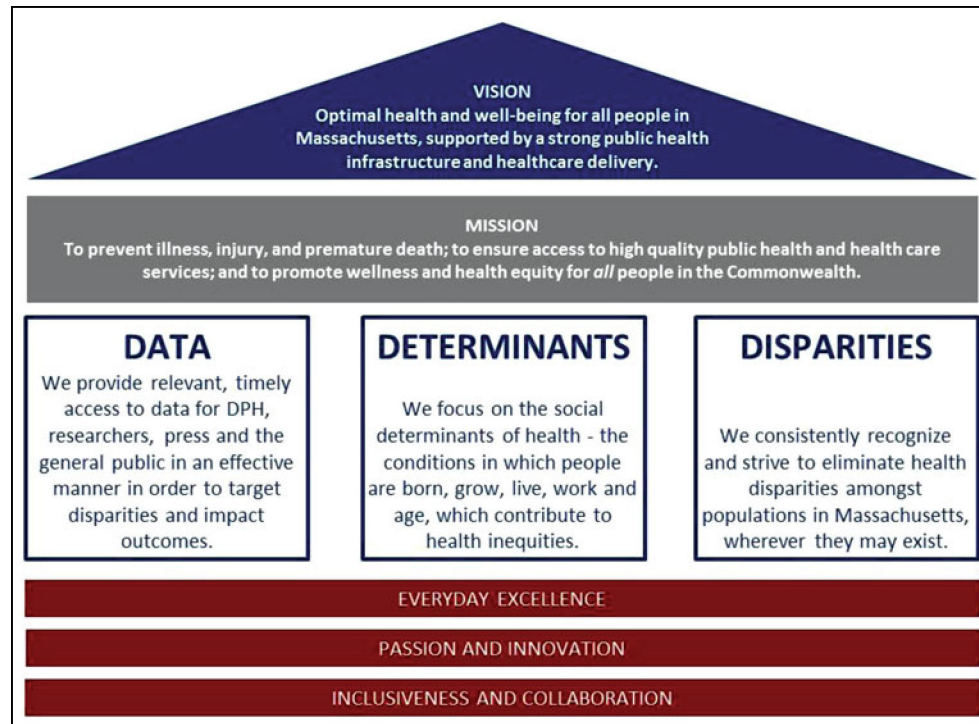 VISION
Optimal health and well-being for all people in
Massachusetts, supported by a strong public health
infrastructure and healthcare delivery.
MISSION
To prevent illness, injury, and premature death; to ensure access to high quality public health and health care
services; and to promote wellness and health equity for all people in the Commonwealth.
DATA
We provide relevant, timely
access to data for DPH,
researchers, press and the
general public in an effective
manner in order to target
disparities and impact
outcomes.
DETERMINANTS
We focus on the social
determinants of health - the
conditions in which people
are born, grow, live, work and
age, which contribute to
health inequities.
DISPARITIES
We consistently recognize
and strive to eliminate health
disparities amongst
populations in Massachusetts,
wherever they may exist.
EVERYDAY EXCELLENCE
PASSION AND INNOVATION
INCLUSIVENESS AND COLLABORATION